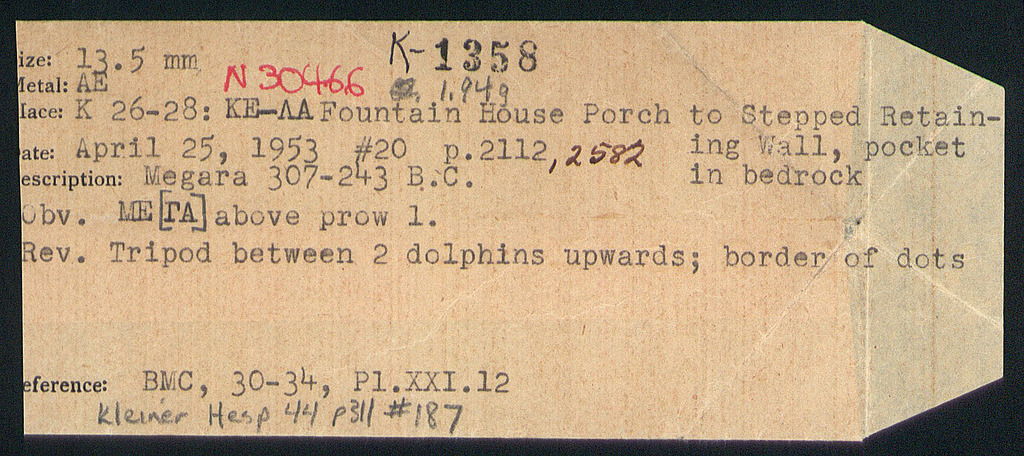 ize: 13.5 mm K-1358
Metal: AE N 30466 1.94g
lace: K 26-28: ΚΕ-ΛΑ Fountain House Porch to Stepped Retain-
ate: April 25, 1953 #20 p.2112, 2582 ing Wall, pocket
escription: Megara 307-243 B.C. in bedrock
Obv. ΜΕ[ΓΑ] above prow l.
Rev. Tripod between 2 dolphins upwards; border of dots
eference: BMC, 30-34, Pl.XXI.12
Kleiner Hesp 44 p311 #187